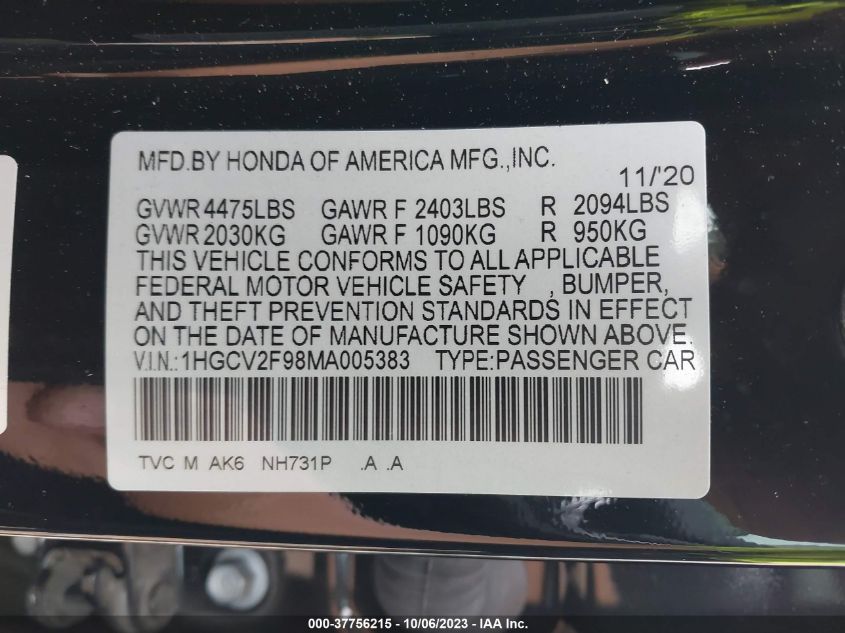 MFD.BY HONDA OF AMERICA MFG.,INC.
11/'20
GVWR 4475LBS GAWR F 2403LBS R 2094LBS
GVWR 2030KG GAWR F 1090KG R 950KG
THIS VEHICLE CONFORMS TO ALL APPLICABLE
FEDERAL MOTOR VEHICLE SAFETY , BUMPER,
AND THEFT PREVENTION STANDARDS IN EFFECT
ON THE DATE OF MANUFACTURE SHOWN ABOVE.
V.I.N.:1HGCV2F98MA005383 TYPE:PASSENGER CAR
TVC M AK6 NH731P .A .A
000-37756215 - 10/06/2023 - IAA Inc.